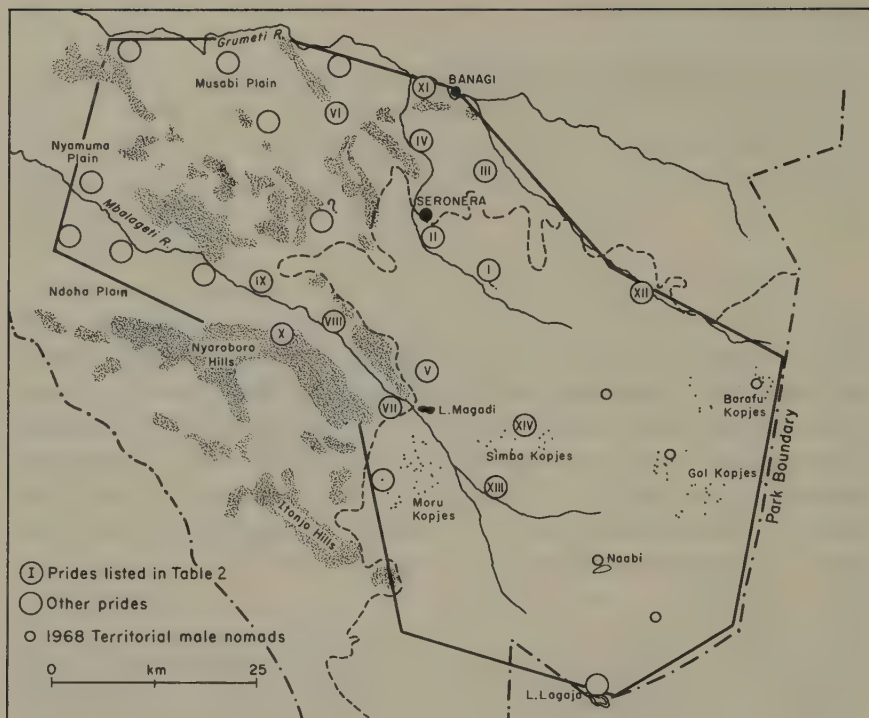 Grumeti R.
Musabi Plain
XI
BANAGI
VI
IV
Nyamuma
Plain
III
SERONERA
?
Mbalageti R.
II
I
IX
XII
Ndoha Plain
VIII
X
Nyaraboro
Hills
V
Barafu
Kopjes
VII
L. Magadi
XIV
Simba Kopjes
Gol Kopjes
Park Boundary
XIII
Moru
Kopjes
Itonjo Hills
Naabi
I Prides listed in Table 2
Other prides
1968 Territorial male nomads
0 25
km
L. Lagaja